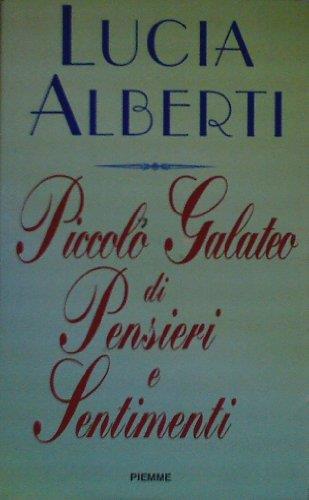 LUCIA
ALBERTI
Piccolo Galateo
di
Pensieri
e
Sentimenti
PIEMME